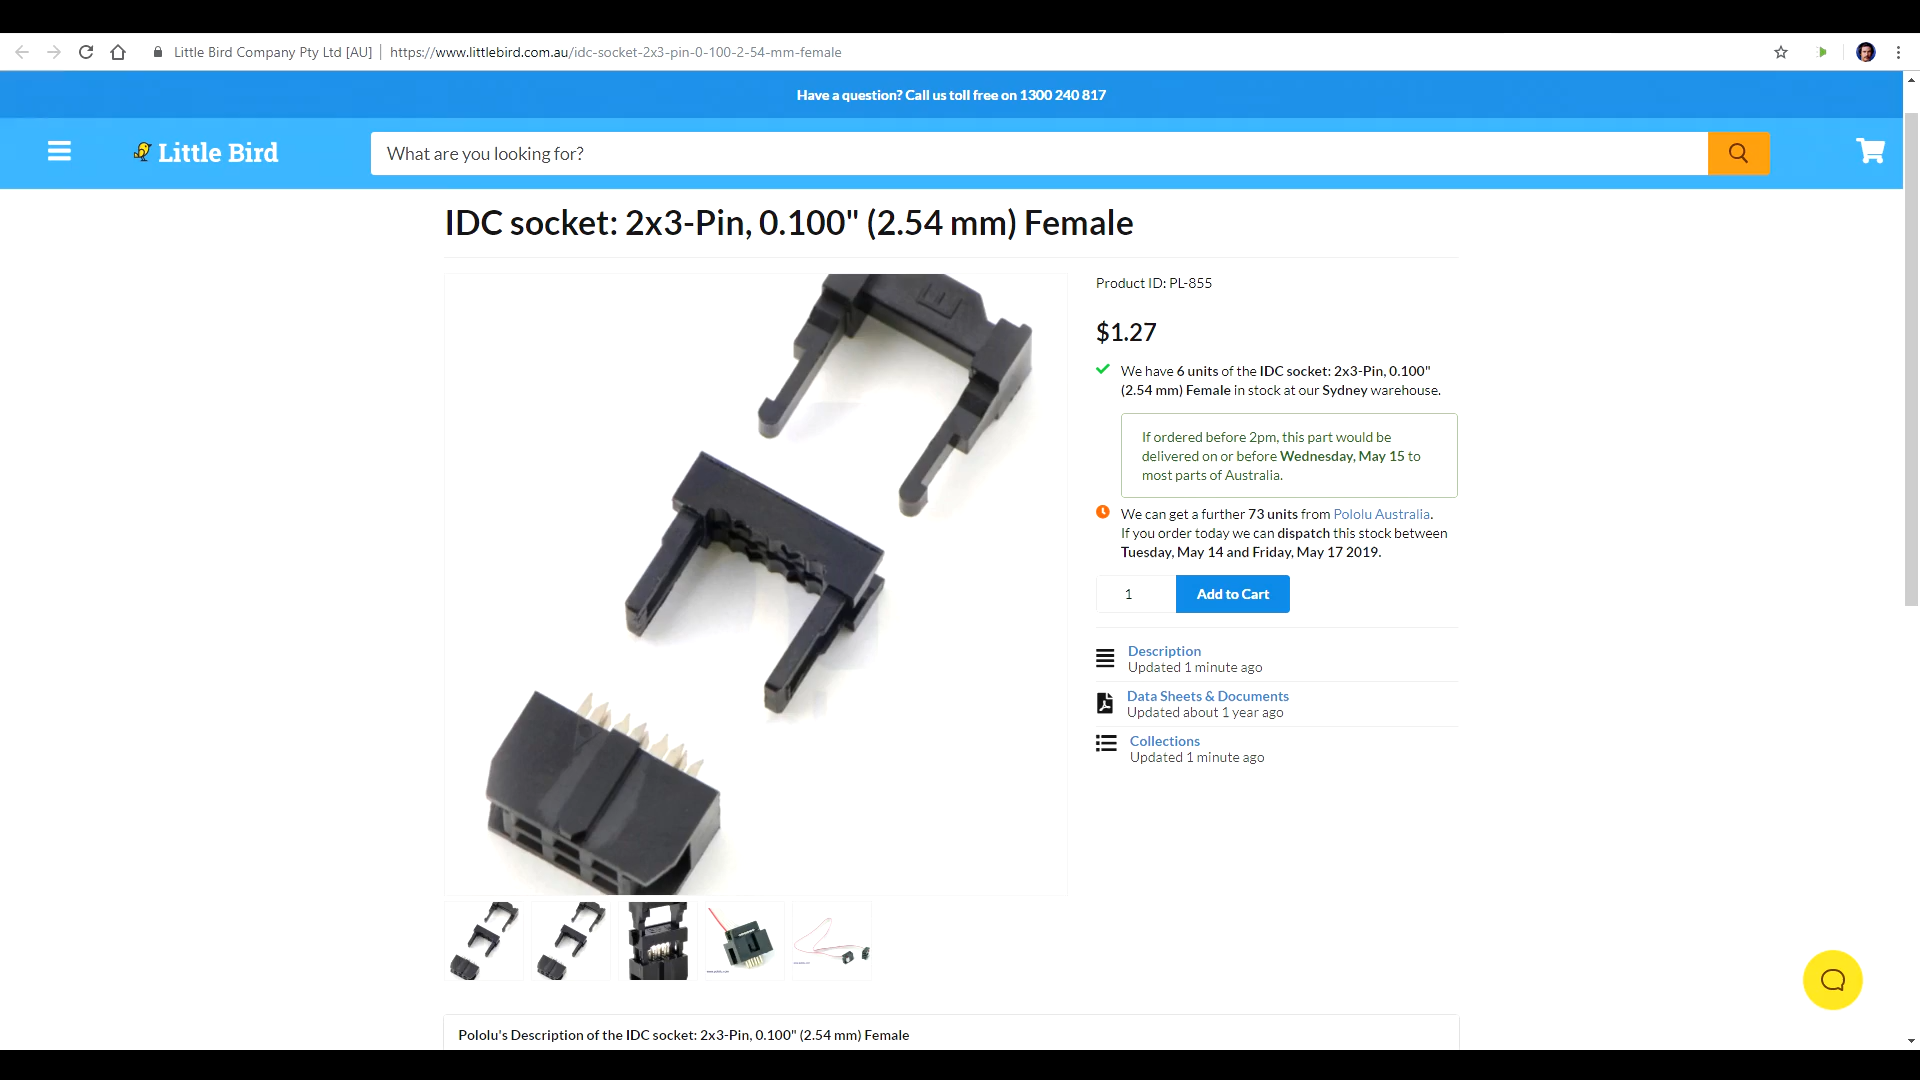 Little Bird Company Pty Ltd [AU] | https://www.littlebird.com.au/idc-socket-2x3-pin-0-100-2-54-mm-female
Have a question? Call us toll free on 1300 240 817
Little Bird
What are you looking for?
IDC socket: 2x3-Pin, 0.100" (2.54 mm) Female
Product ID: PL-855
$1.27
We have 6 units of the IDC socket: 2x3-Pin, 0.100"
(2.54 mm) Female in stock at our Sydney warehouse.
If ordered before 2pm, this part would be
delivered on or before Wednesday, May 15 to
most parts of Australia.
We can get a further 73 units from Pololu Australia.
If you order today we can dispatch this stock between
Tuesday, May 14 and Friday, May 17 2019.
1
Add to Cart
Description
Updated 1 minute ago
Data Sheets & Documents
Updated about 1 year ago
Collections
Updated 1 minute ago
Pololu's Description of the IDC socket: 2x3-Pin, 0.100" (2.54 mm) Female